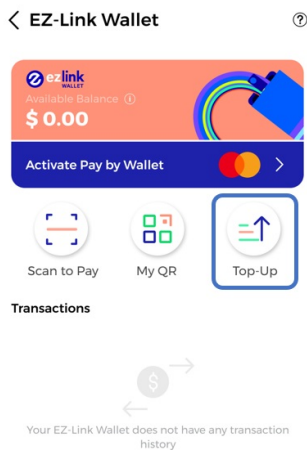 EZ-Link Wallet
ezlink
WALLET
Available Balance
$ 0.00
Activate Pay by Wallet
Scan to Pay
My QR
Top-Up
Transactions
$
Your EZ-Link Wallet does not have any transaction
history